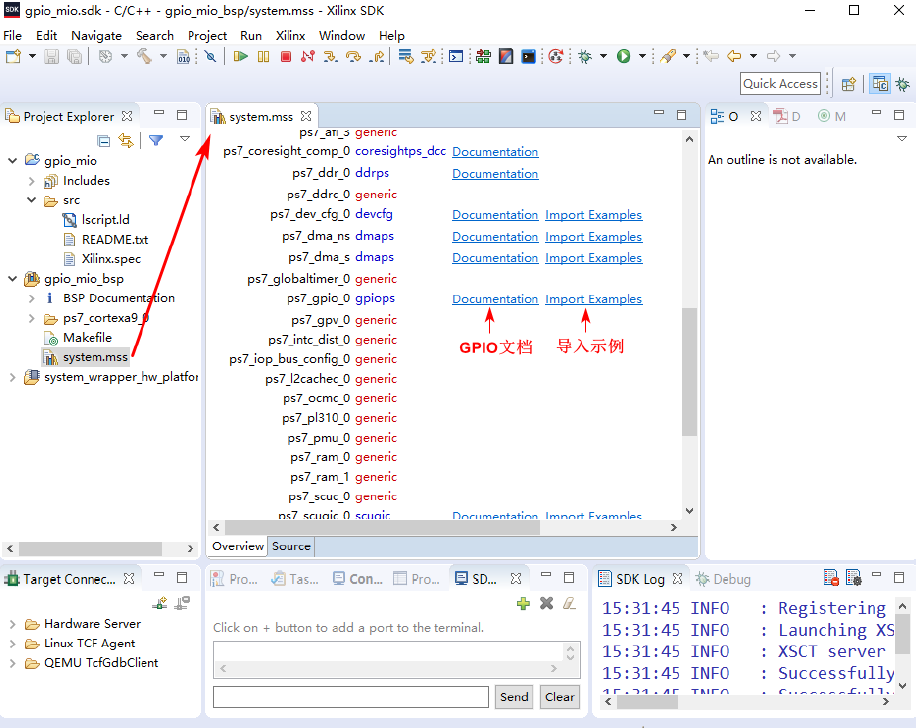 gpio_mio.sdk - C/C++ - gpio_mio_bsp/system.mss - Xilinx SDK
File Edit Navigate Search Project Run Xilinx Window Help
Quick Access
Project Explorer
gpio_mio
Includes
src
lscript.ld
README.txt
Xilinx.spec
gpio_mio_bsp
BSP Documentation
ps7_cortexa9_0
Makefile
system.mss
system_wrapper_hw_platfor
system.mss
ps7_afi_3 generic
ps7_coresight_comp_0 coresightps_dcc Documentation
ps7_ddr_0 ddrps Documentation
ps7_ddrc_0 generic
ps7_dev_cfg_0 devcfg Documentation Import Examples
ps7_dma_ns dmaps Documentation Import Examples
ps7_dma_s dmaps Documentation Import Examples
ps7_globaltimer_0 generic
ps7_gpio_0 gpiops Documentation Import Examples
ps7_gpv_0 generic
GPIO文档 导入示例
ps7_intc_dist_0 generic
ps7_iop_bus_config_0 generic
ps7_l2cachec_0 generic
ps7_ocmc_0 generic
ps7_pl310_0 generic
ps7_pmu_0 generic
ps7_ram_0 generic
ps7_ram_1 generic
ps7_scuc_0 generic
ps7_scugic_0 scugic Documentation Import Examples
Overview Source
O D M
An outline is not available.
Target Connec...
Hardware Server
Linux TCF Agent
QEMU TcfGdbClient
Pro... Tas... Con... Pro... SD...
Click on + button to add a port to the terminal.
Send Clear
SDK Log Debug
15:31:45 INFO : Registering
15:31:45 INFO : Launching XS
15:31:45 INFO : XSCT server
15:31:45 INFO : Successfully
15:31:45 INFO : Successfully